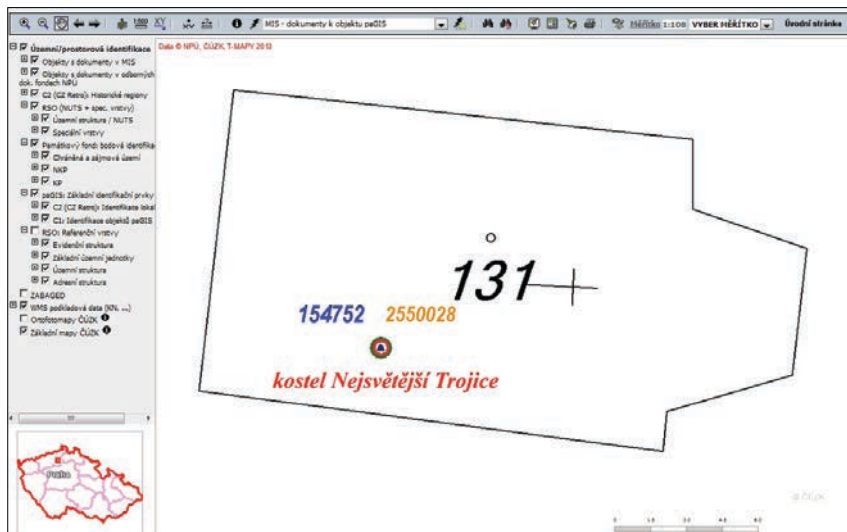 MIS - dokumenty k objektu paGIS
Měřítko 1:108 VYBER MĚŘÍTKO
Úvodní stránka
Data © NPÚ, ČÚZK, T-MAPY 2013
Územní/prostorová identifikace
Objekty s dokumenty v MIS
Objekty s dokumenty v odborných
dok. fondech NPÚ
C2 (CZ Retro): Historické regiony
RSO (NUTS + spec. vrstvy)
Územní struktura / NUTS
Speciální vrstvy
Památkový fond: bodová identifika
Chráněná a zájmová území
NKP
KP
paGIS: Základní identifikační prvky
C2 (CZ Retro): Identifikace lokal
C1: Identifikace objektů paGIS
RSO: Referenční vrstvy
Evidenční struktura
Základní územní jednotky
Územní struktura
Adresní struktura
ZABAGED
WMS podkladová data (KN, ...)
Ortofotomapy ČÚZK
Základní mapy ČÚZK
131
154752 2550028
kostel Nejsvětější Trojice
Praha
© ČÚZK